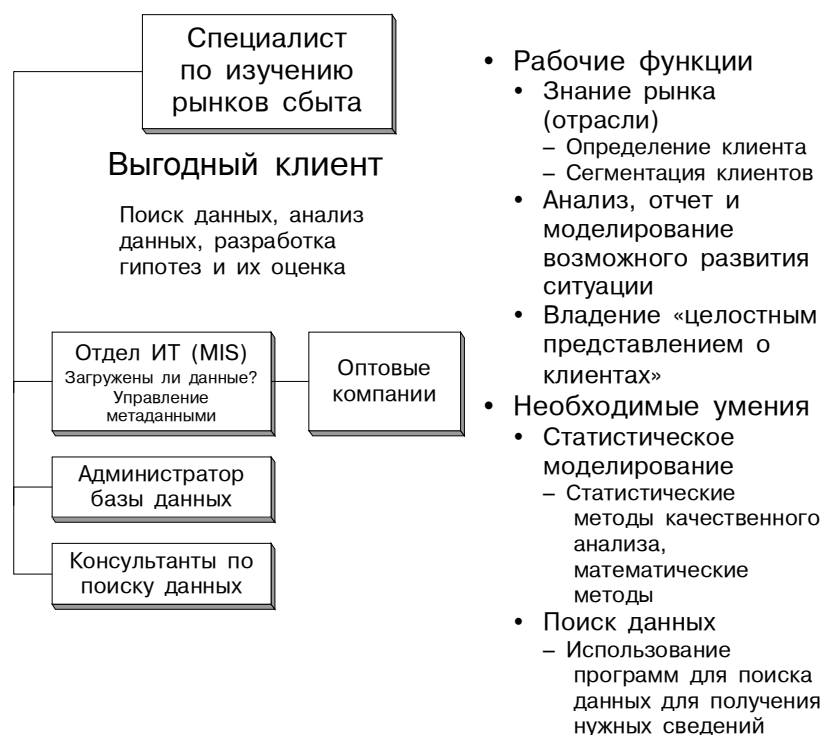 Специалист
по изучению
рынков сбыта
Выгодный клиент
Поиск данных, анализ
данных, разработка
гипотез и их оценка
Отдел ИТ (MIS)
Загружены ли данные?
Управление
метаданными
Оптовые
компании
Администратор
базы данных
Консультанты по
поиску данных
• Рабочие функции
• Знание рынка
(отрасли)
– Определение клиента
– Сегментация клиентов
• Анализ, отчет и
моделирование
возможного развития
ситуации
• Владение «целостным
представлением о
клиентах»
• Необходимые умения
• Статистическое
моделирование
– Статистические
методы качественного
анализа,
математические
методы
• Поиск данных
– Использование
программ для поиска
данных для получения
нужных сведений